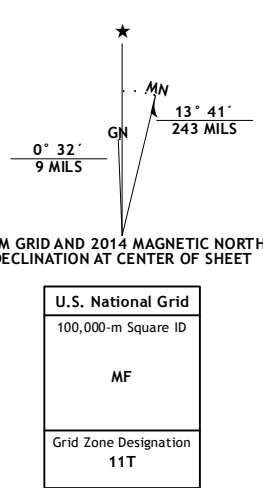 ★
MN
13° 41´
243 MILS
GN
0° 32´
9 MILS
M GRID AND 2014 MAGNETIC NORTH
DECLINATION AT CENTER OF SHEET
U.S. National Grid
100,000-m Square ID
MF
Grid Zone Designation
11T